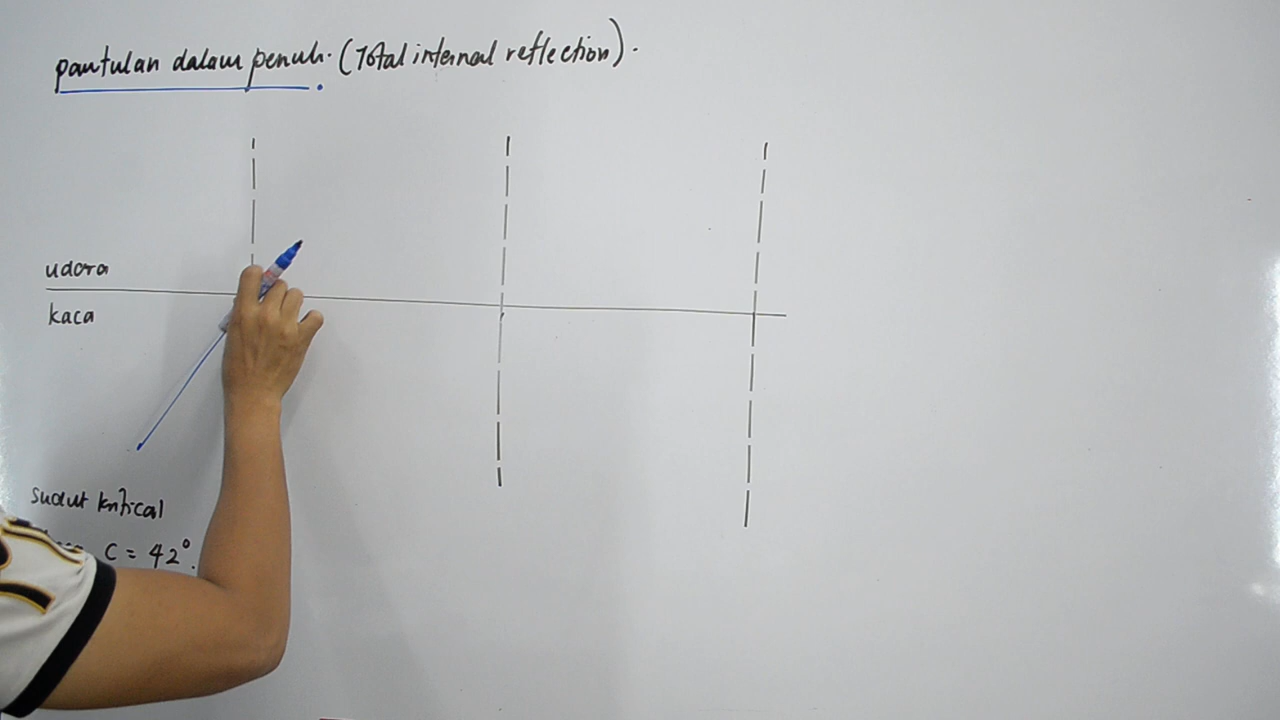 pantulan dalam penuh. (Total internal reflection).
udara
kaca
sudut kritical
C = 42°.